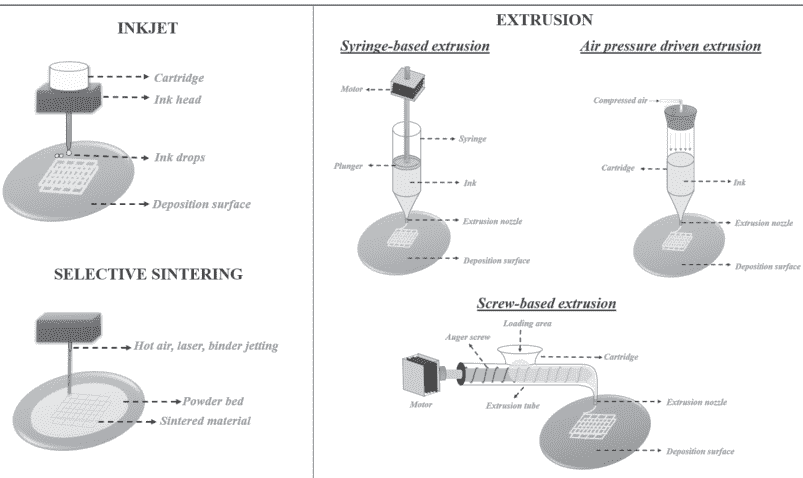 INKJET
Cartridge
Ink head
Ink drops
Deposition surface
SELECTIVE SINTERING
Hot air, laser, binder jetting
Powder bed
Sintered material
EXTRUSION
Syringe-based extrusion
Motor
Syringe
Plunger
Ink
Extrusion nozzle
Deposition surface
Air pressure driven extrusion
Compressed air
Cartridge
Ink
Extrusion nozzle
Deposition surface
Screw-based extrusion
Loading area
Auger screw
Cartridge
Motor
Extrusion tube
Extrusion nozzle
Deposition surface